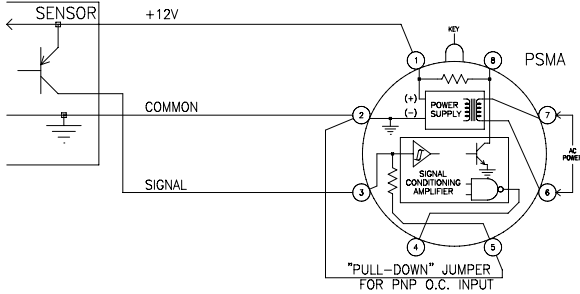 SENSOR
+12V
KEY
PSMA
1
8
(+)
(-)
POWER
SUPPLY
COMMON
2
7
AC
POWER
SIGNAL
CONDITIONING
AMPLIFIER
SIGNAL
3
6
4
5
"PULL-DOWN" JUMPER
FOR PNP O.C. INPUT